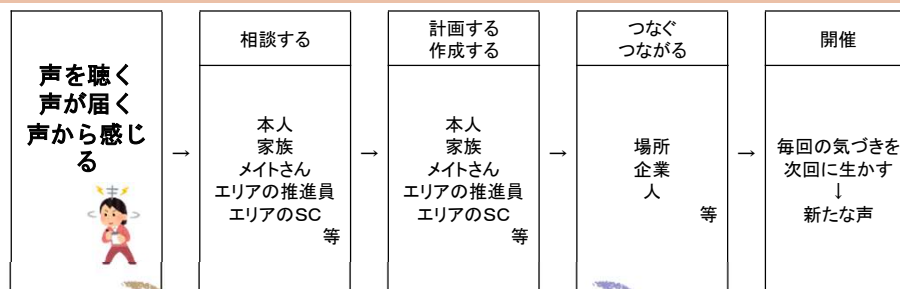 声を聴く
声が届く
声から感じ
る
→
相談する
本人
家族
メイトさん
エリアの推進員
エリアのSC
等
→
計画する
作成する
本人
家族
メイトさん
エリアの推進員
エリアのSC
等
→
つなぐ
つながる
場所
企業
人
等
→
開催
毎回の気づきを
次回に生かす
↓
新たな声